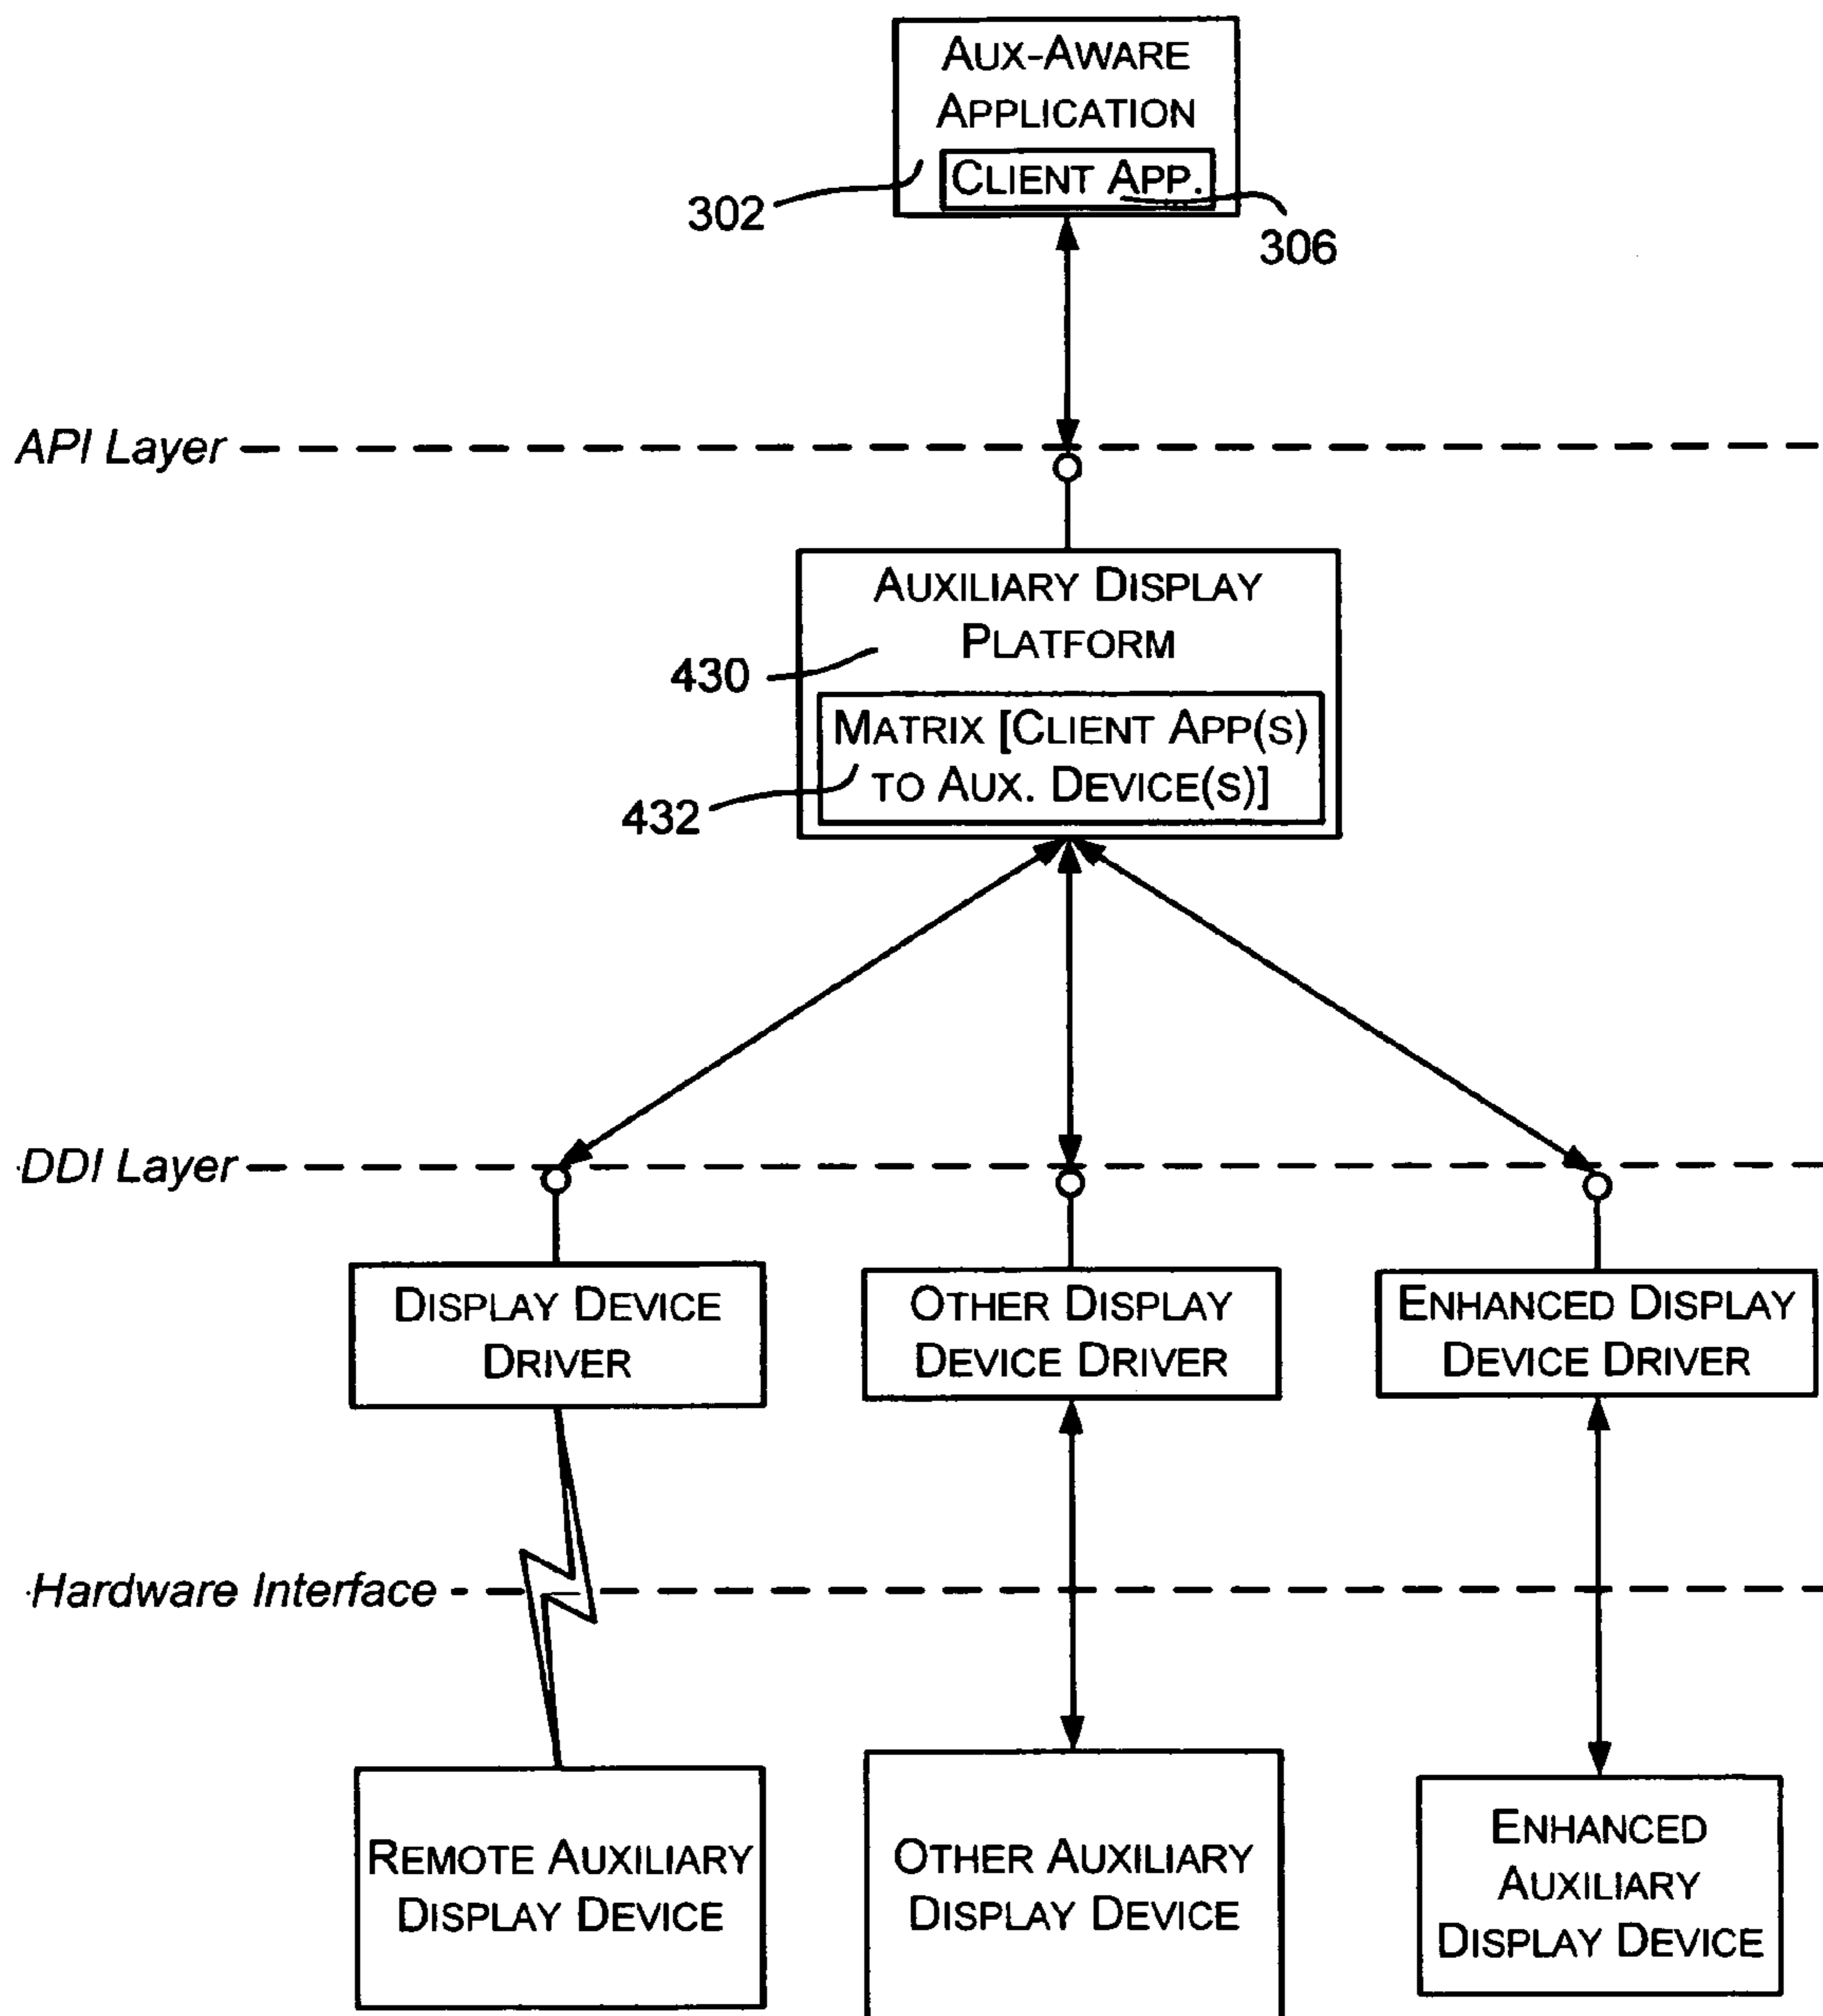 AUX-AWARE
APPLICATION
CLIENT APP.
302
306
API Layer
AUXILIARY DISPLAY
PLATFORM
430
MATRIX [CLIENT APP(S)
TO AUX. DEVICE(S)]
432
DDI Layer
DISPLAY DEVICE
DRIVER
OTHER DISPLAY
DEVICE DRIVER
ENHANCED DISPLAY
DEVICE DRIVER
Hardware Interface
REMOTE AUXILIARY
DISPLAY DEVICE
OTHER AUXILIARY
DISPLAY DEVICE
ENHANCED
AUXILIARY
DISPLAY DEVICE